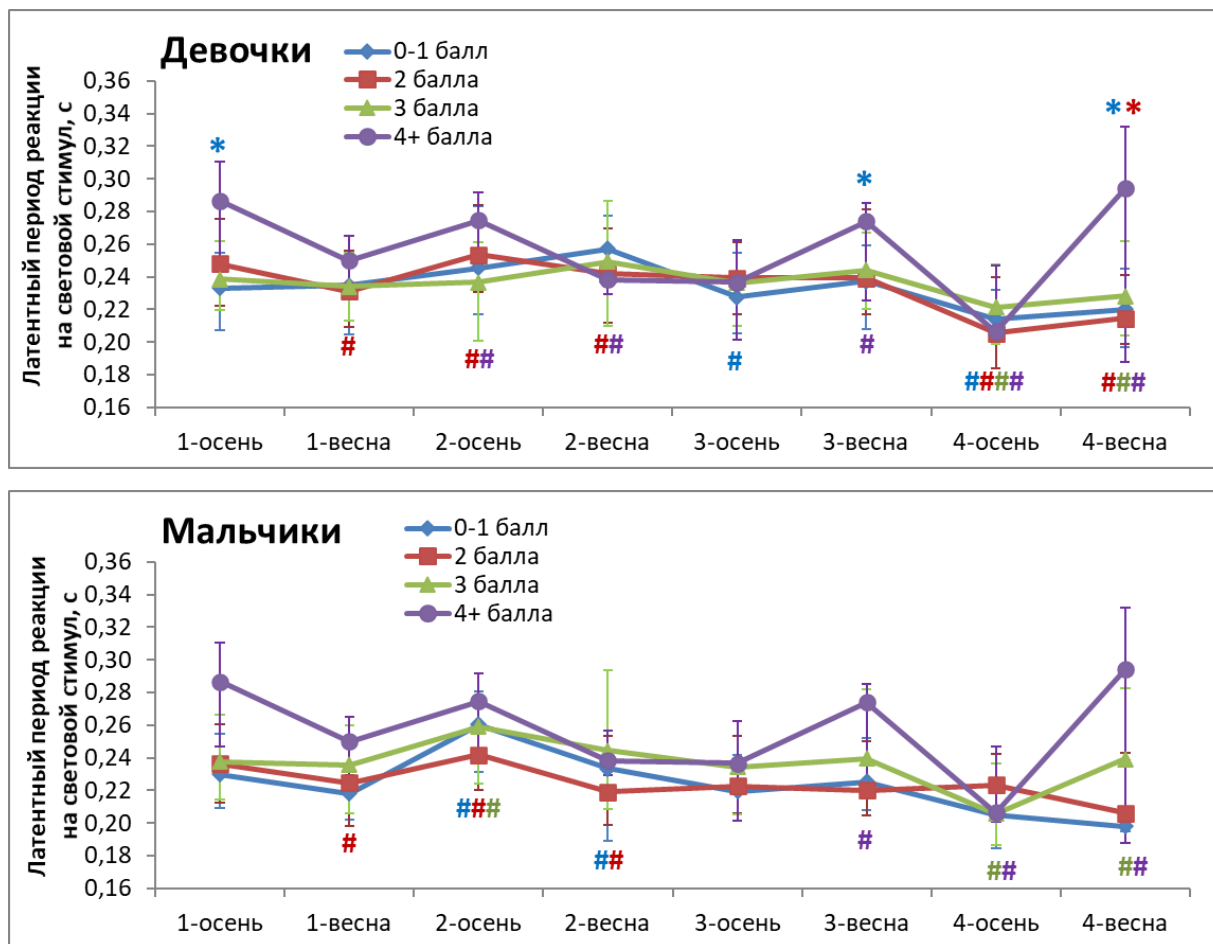 Девочки
0-1 балл
2 балла
3 балла
4+ балла
Латентный период реакции
на световой стимул, с
0,36
0,34
0,32
0,30
0,28
0,26
0,24
0,22
0,20
0,18
0,16
*
*
* *
#
##
##
#
#
####
###
1-осень 1-весна 2-осень 2-весна 3-осень 3-весна 4-осень 4-весна
Мальчики
0-1 балл
2 балла
3 балла
4+ балла
Латентный период реакции
на световой стимул, с
0,36
0,34
0,32
0,30
0,28
0,26
0,24
0,22
0,20
0,18
0,16
#
###
##
#
##
##
1-осень 1-весна 2-осень 2-весна 3-осень 3-весна 4-осень 4-весна